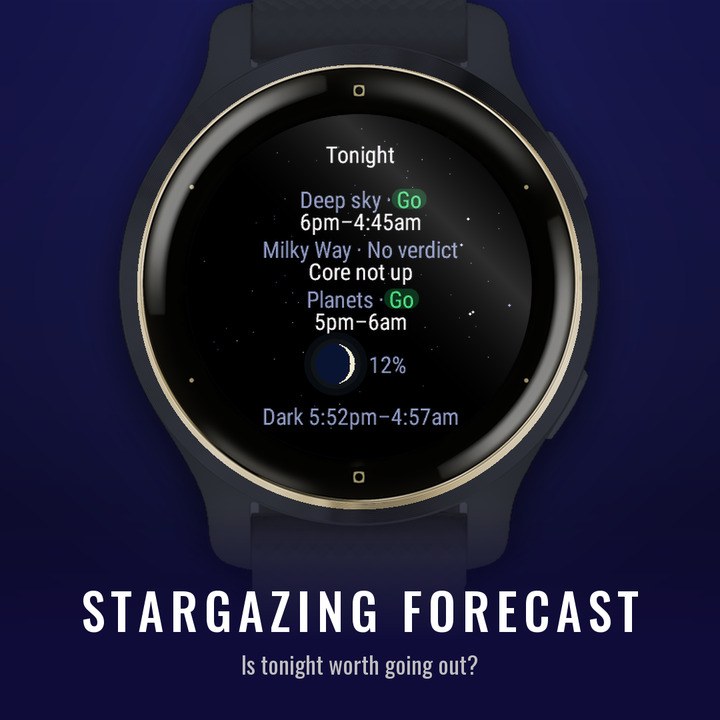 Tonight
Deep sky · Go
6pm–4:45am
Milky Way · No verdict
Core not up
Planets · Go
5pm–6am
12%
Dark 5:52pm–4:57am
STARGAZING FORECAST
Is tonight worth going out?